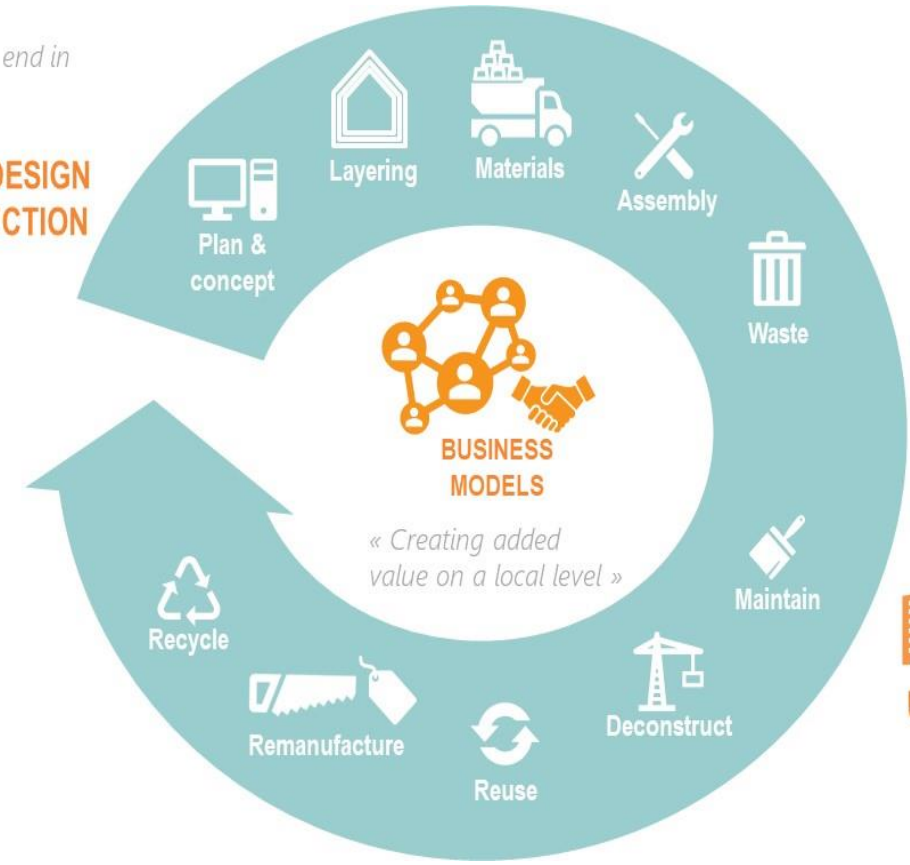 end in
DESIGN
CTION
Plan &
concept
Layering
Materials
Assembly
Waste
Maintain
Deconstruct
Reuse
Remanufacture
Recycle
BUSINESS
MODELS
« Creating added
value on a local level »